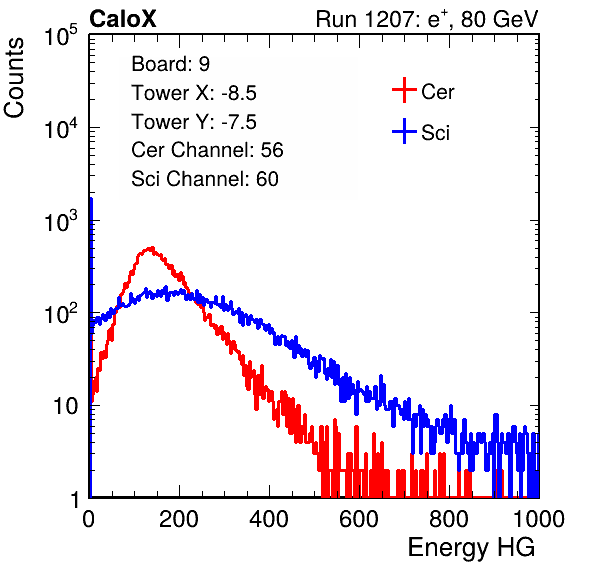 CaloX Run 1207: e⁺, 80 GeV
Counts
Board: 9
Tower X: -8.5
Tower Y: -7.5
Cer Channel: 56
Sci Channel: 60
Cer
Sci
10⁵
10⁴
10³
10²
10
1
0 200 400 600 800 1000
Energy HG